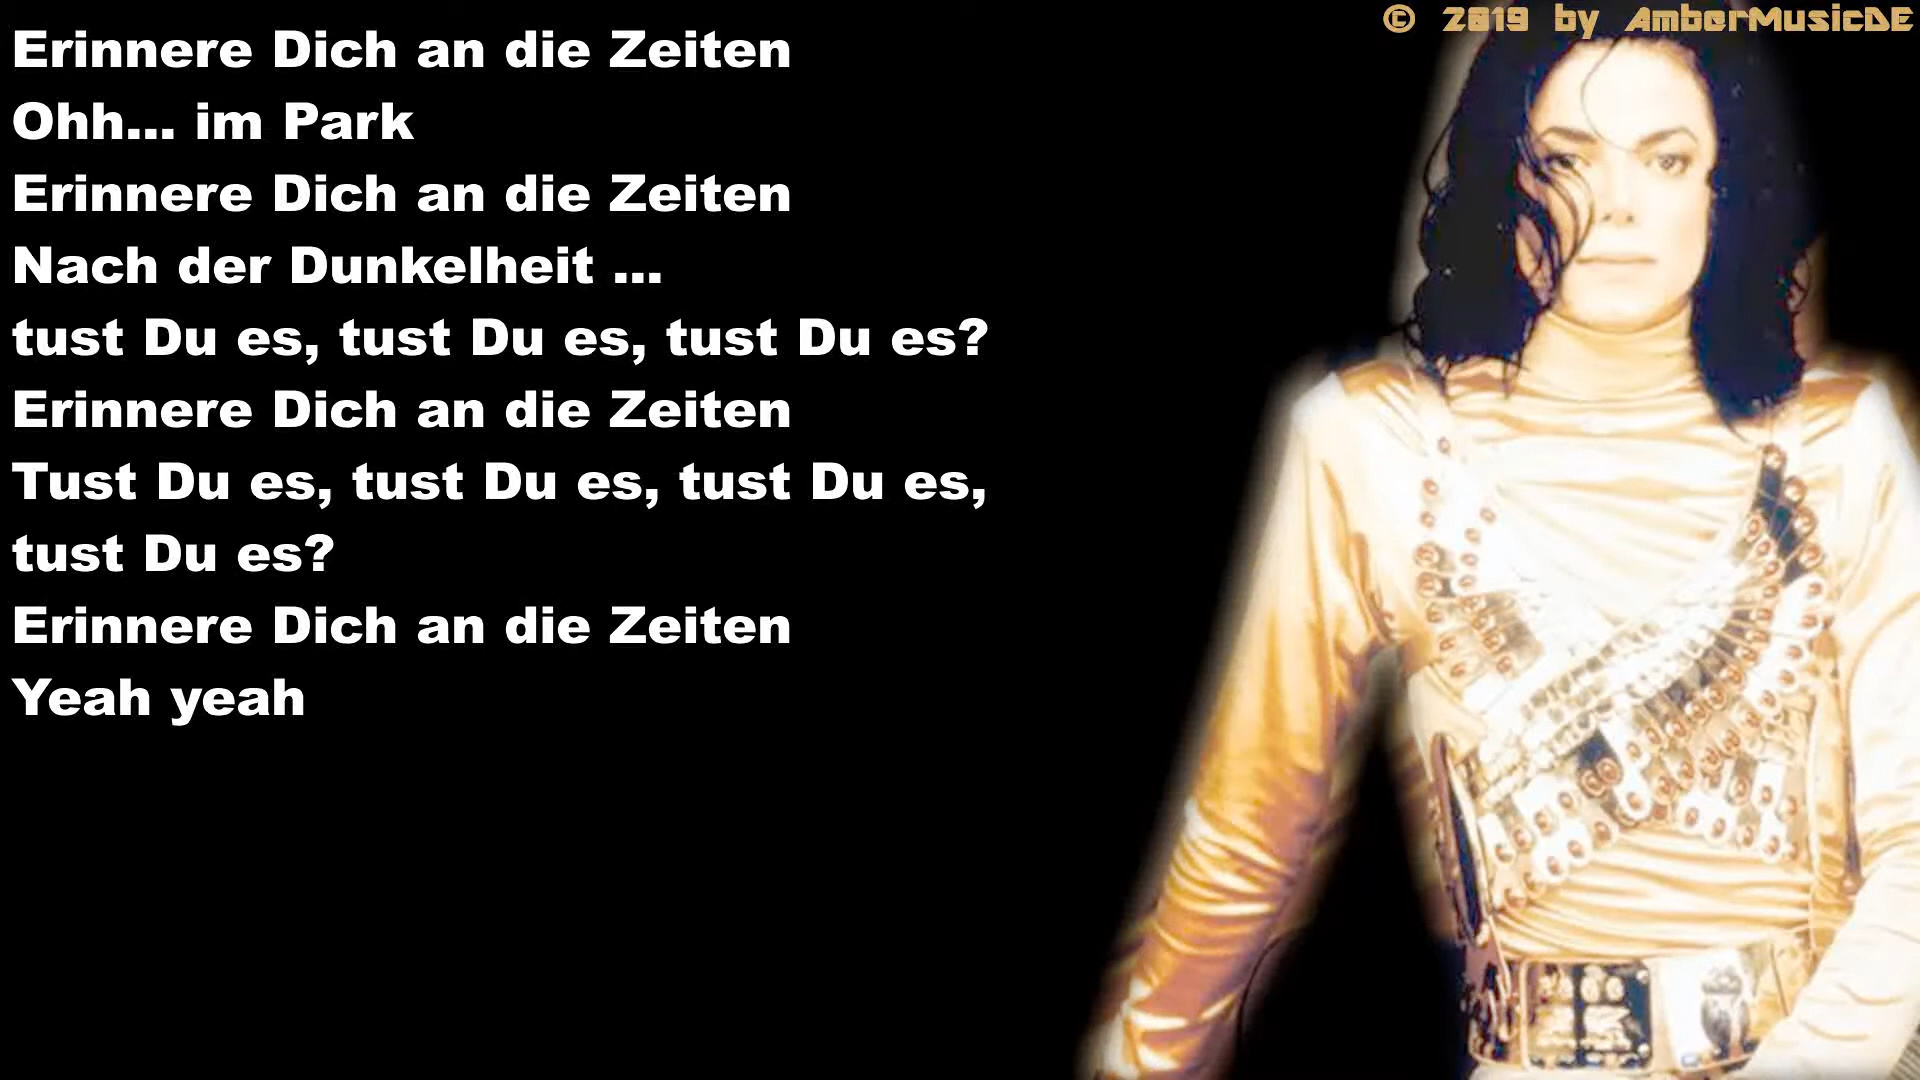 © 2019 by AmberMusicDE
Erinnere Dich an die Zeiten
Ohh... im Park
Erinnere Dich an die Zeiten
Nach der Dunkelheit ...
tust Du es, tust Du es, tust Du es?
Erinnere Dich an die Zeiten
Tust Du es, tust Du es, tust Du es,
tust Du es?
Erinnere Dich an die Zeiten
Yeah yeah